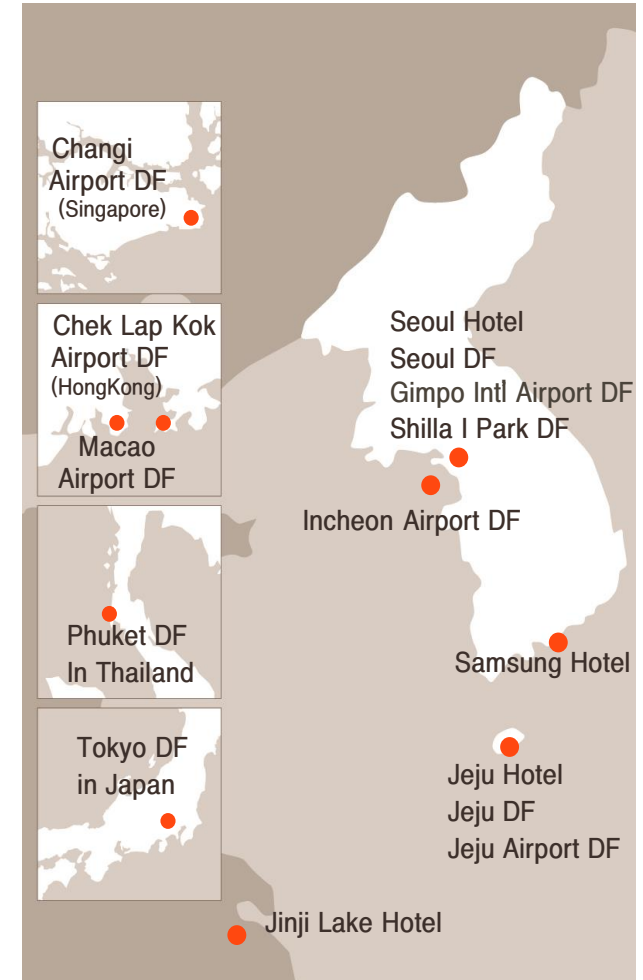 Changi
Airport DF
(Singapore)
Chek Lap Kok
Airport DF
(HongKong)
Macao
Airport DF
Phuket DF
In Thailand
Tokyo DF
in Japan
Seoul Hotel
Seoul DF
Gimpo Intl Airport DF
Shilla I Park DF
Incheon Airport DF
Samsung Hotel
Jeju Hotel
Jeju DF
Jeju Airport DF
Jinji Lake Hotel